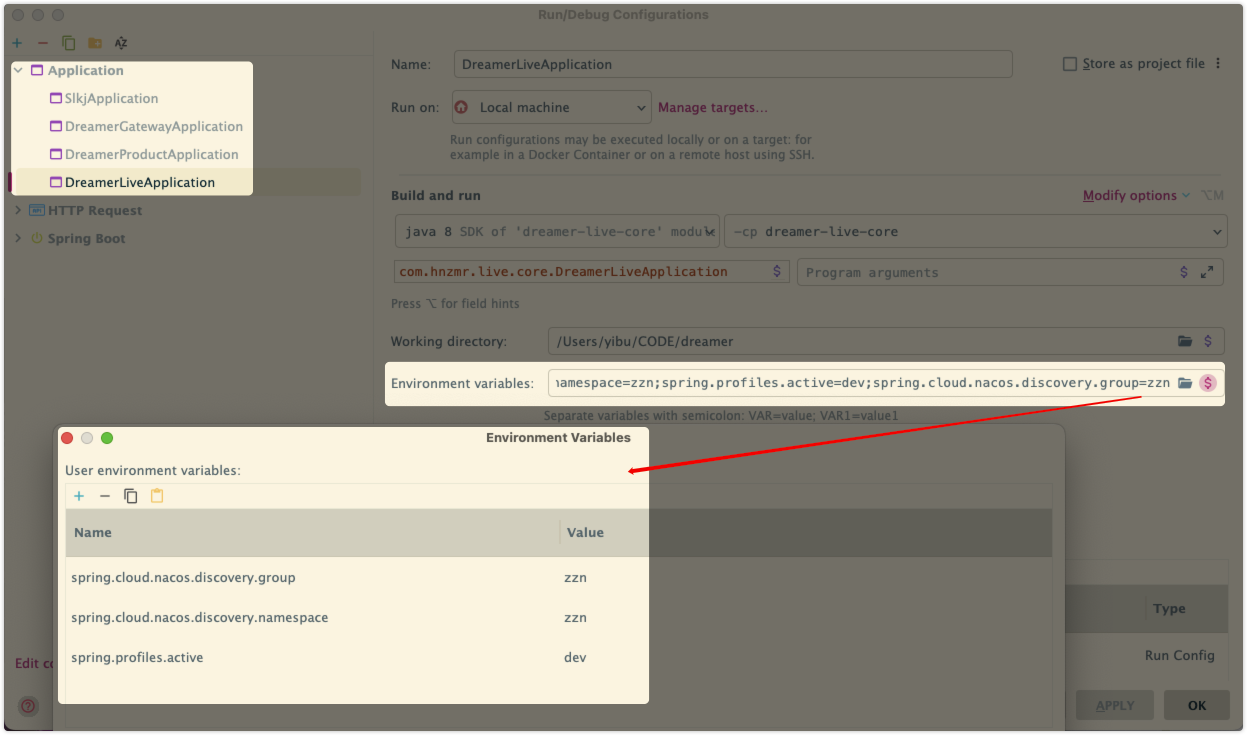 Run/Debug Configurations
Application
SlkjApplication
DreamerGatewayApplication
DreamerProductApplication
DreamerLiveApplication
HTTP Request
Spring Boot
Name:
DreamerLiveApplication
Store as project file
Run on:
Local machine
Manage targets...
Run configurations may be executed locally or on a target: for
example in a Docker Container or on a remote host using SSH.
Build and run
Modify options
⌥M
java 8 SDK of 'dreamer-live-core' module
-cp dreamer-live-core
com.hnzmr.live.core.DreamerLiveApplication
Program arguments
Press ⌥ for field hints
Working directory:
/Users/yibu/CODE/dreamer
Environment variables:
namespace=zzn;spring.profiles.active=dev;spring.cloud.nacos.discovery.group=zzn
Separate variables with semicolon: VAR=value; VAR1=value1
Environment Variables
User environment variables:
Name Value
spring.cloud.nacos.discovery.group zzn
spring.cloud.nacos.discovery.namespace zzn
spring.profiles.active dev
Type
Run Config
Edit
APPLY
OK